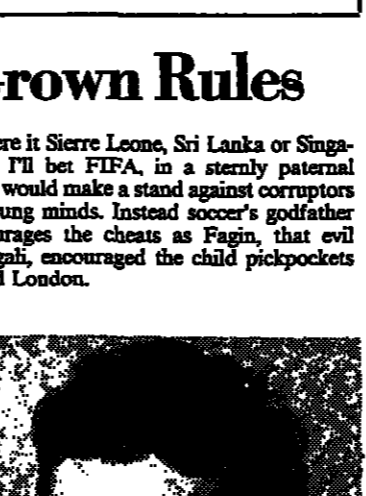 rown Rules
ere it Sierre Leone, Sri Lanka or Singa-
I'll bet FIFA, in a sternly paternal
would make a stand against corruptors
ung minds. Instead soccer's godfather
urages the cheats as Fagin, that evil
gali, encouraged the child pickpockets
l London.